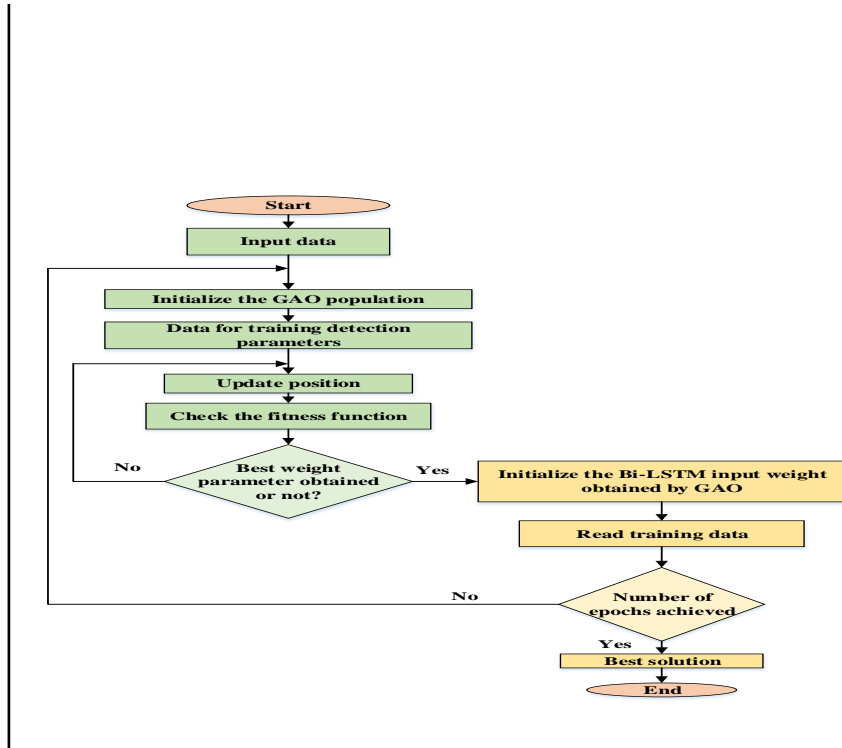 Start
Input data
Initialize the GAO population
Data for training detection
parameters
Update position
Check the fitness function
Best weight
parameter obtained
or not?
No
Yes
Initialize the Bi-LSTM input weight
obtained by GAO
Read training data
Number of
epochs achieved
No
Yes
Best solution
End